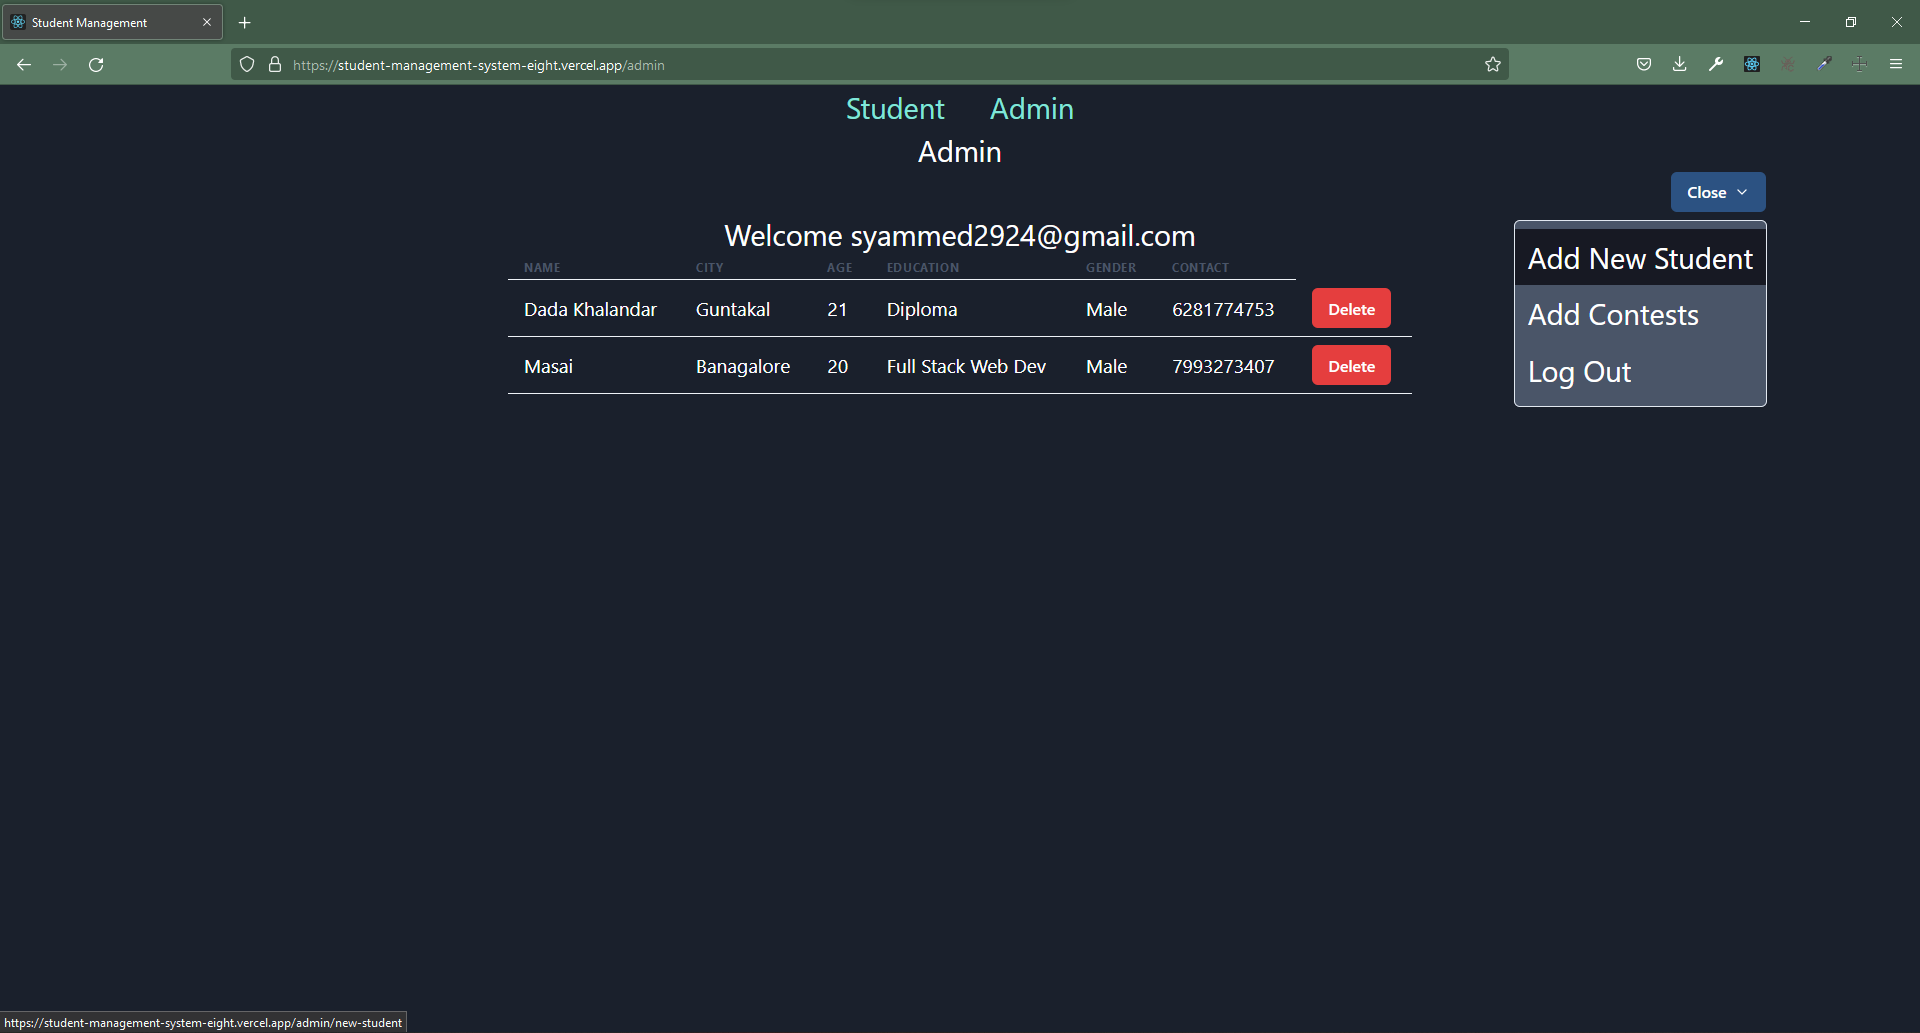 Student Management
https://student-management-system-eight.vercel.app/admin
Student Admin
Admin
Close
Welcome syammed2924@gmail.com
NAME CITY AGE EDUCATION GENDER CONTACT
Dada Khalandar Guntakal 21 Diploma Male 6281774753 Delete
Masai Banagalore 20 Full Stack Web Dev Male 7993273407 Delete
Add New Student
Add Contests
Log Out
https://student-management-system-eight.vercel.app/admin/new-student